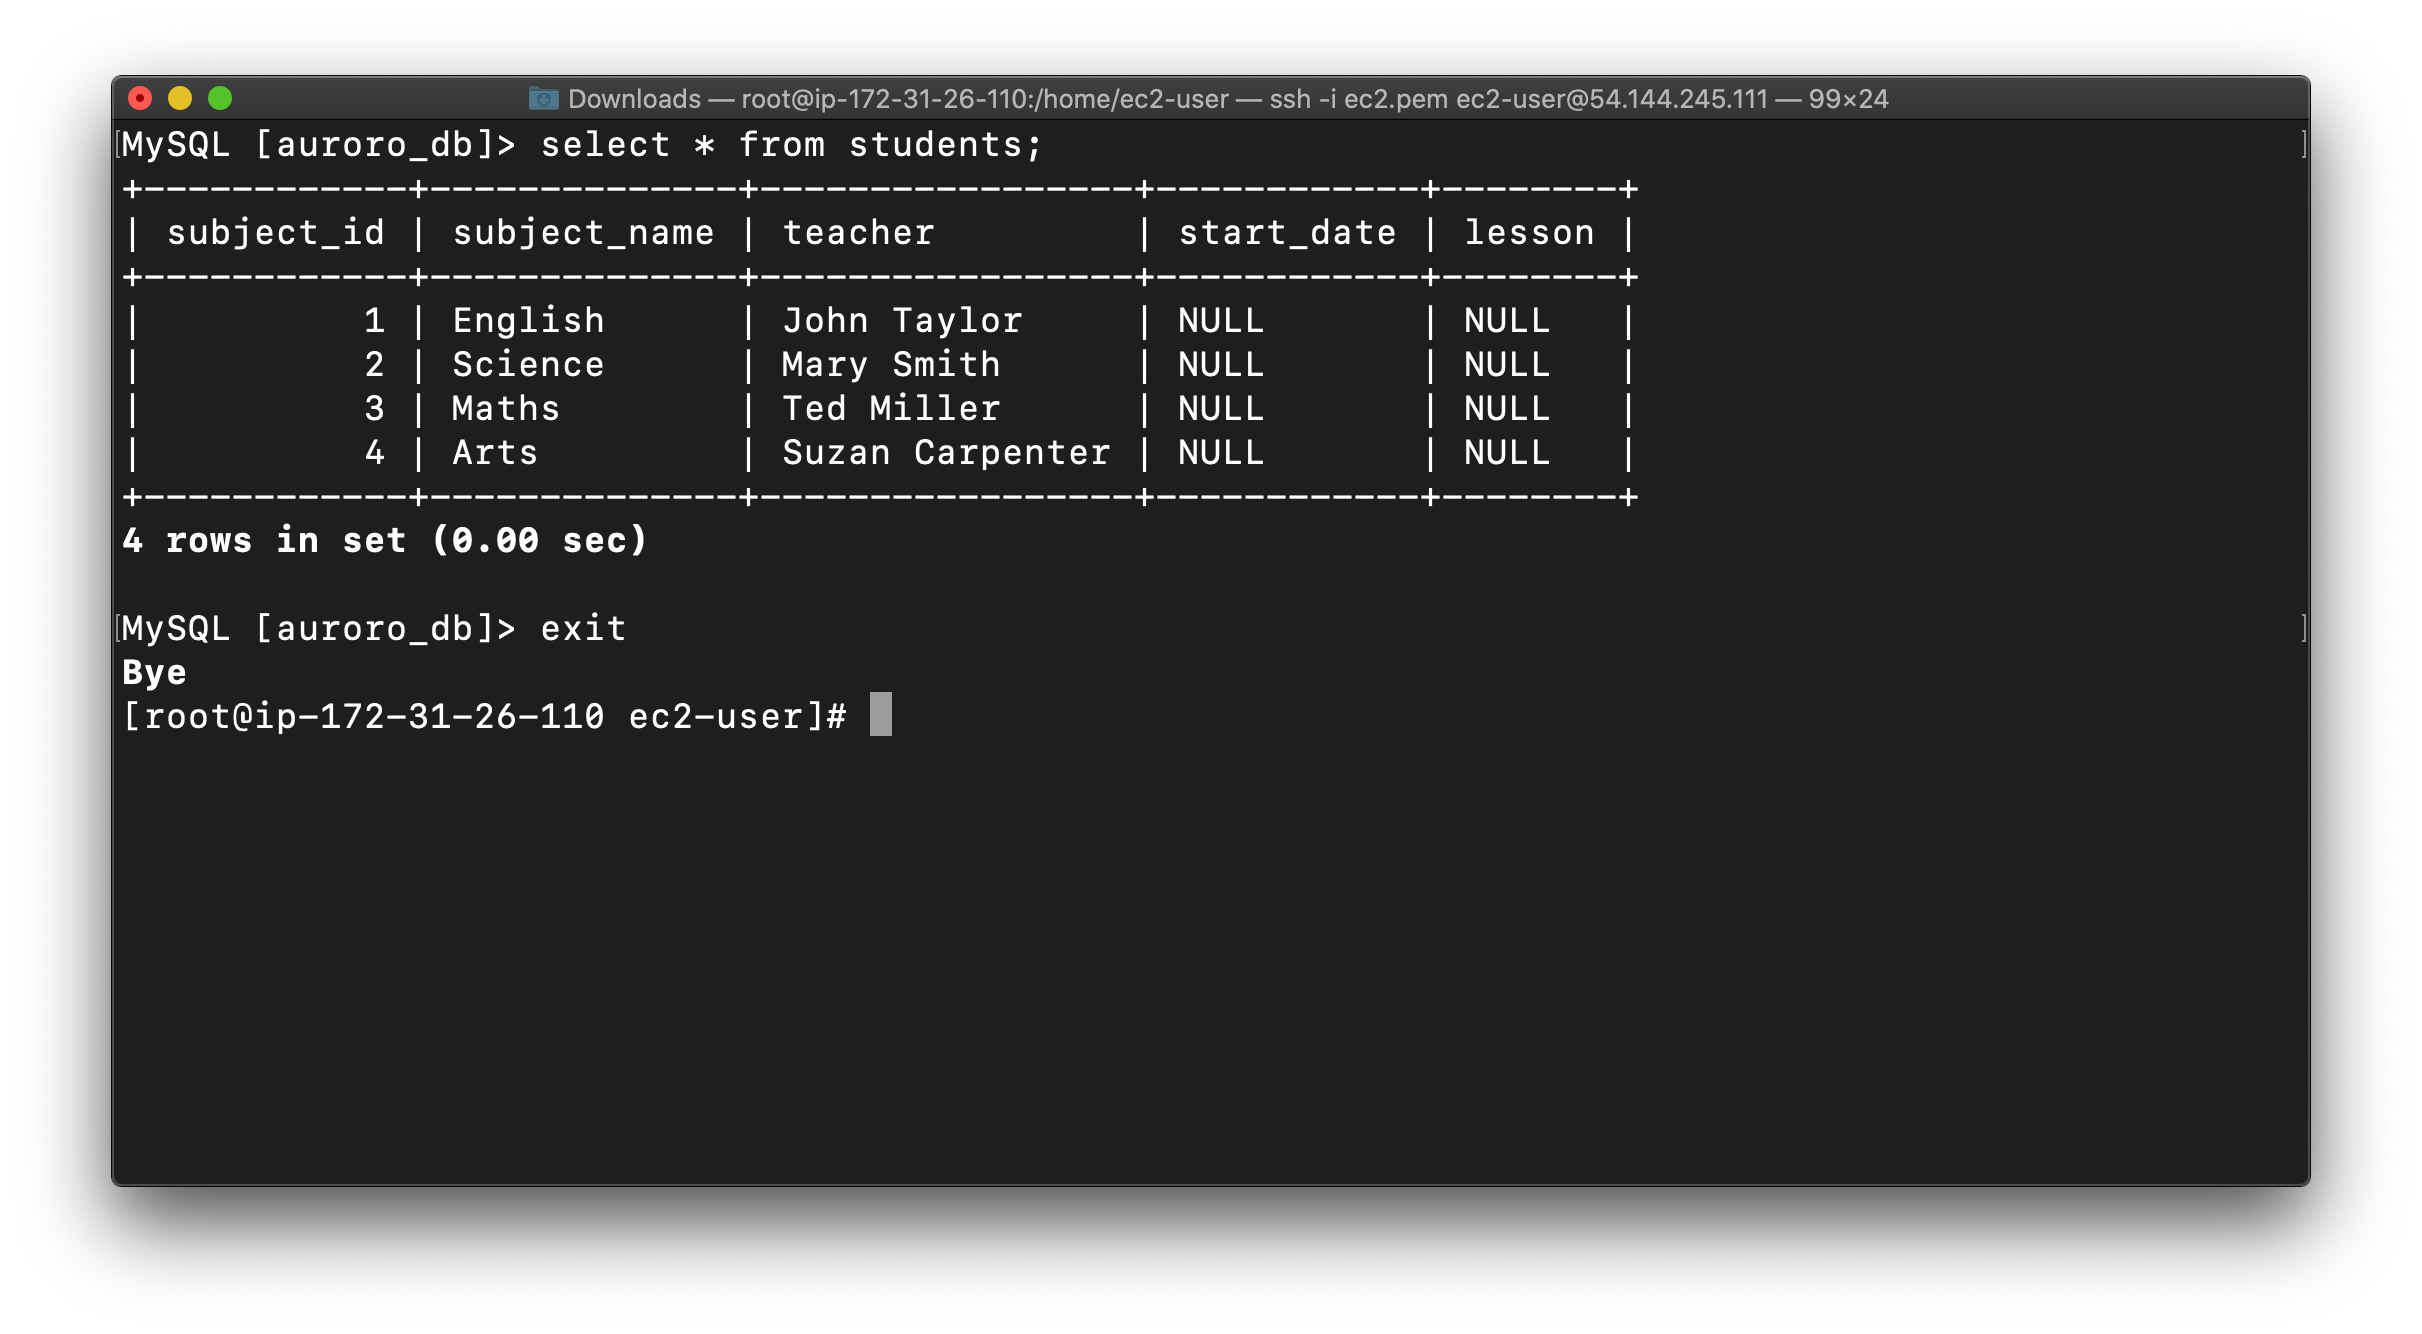 Downloads — root@ip-172-31-26-110:/home/ec2-user — ssh -i ec2.pem ec2-user@54.144.245.111 — 99×24
[MySQL [auroro_db]> select * from students; ]
+------------+--------------+-----------------+------------+--------+
| subject_id | subject_name | teacher         | start_date | lesson |
+------------+--------------+-----------------+------------+--------+
|          1 | English      | John Taylor     | NULL       | NULL   |
|          2 | Science      | Mary Smith      | NULL       | NULL   |
|          3 | Maths        | Ted Miller      | NULL       | NULL   |
|          4 | Arts         | Suzan Carpenter | NULL       | NULL   |
+------------+--------------+-----------------+------------+--------+
4 rows in set (0.00 sec)
[MySQL [auroro_db]> exit ]
Bye
[root@ip-172-31-26-110 ec2-user]#